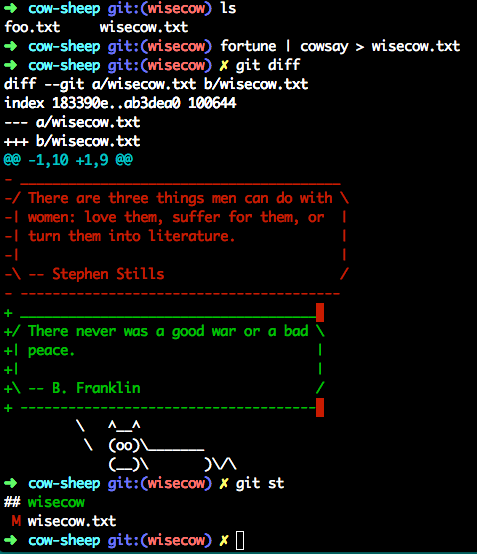 ➜  cow-sheep git:(wisecow) ls
foo.txt     wisecow.txt
➜  cow-sheep git:(wisecow) fortune | cowsay > wisecow.txt
➜  cow-sheep git:(wisecow) ✗ git diff
diff --git a/wisecow.txt b/wisecow.txt
index 183390e..ab3dea0 100644
--- a/wisecow.txt
+++ b/wisecow.txt
@@ -1,10 +1,9 @@
- _______________________________________
-/ There are three things men can do with \
-| women: love them, suffer for them, or  |
-| turn them into literature.             |
-|                                        |
-\ -- Stephen Stills                      /
- ---------------------------------------
+ ____________________________________ 
+/ There never was a good war or a bad \
+| peace.                              |
+|                                     |
+\ -- B. Franklin                      /
+ ------------------------------------ 
         \   ^__^
          \  (oo)\_______
             (__)\       )\/\
➜  cow-sheep git:(wisecow) ✗ git st
## wisecow
 M wisecow.txt
➜  cow-sheep git:(wisecow) ✗